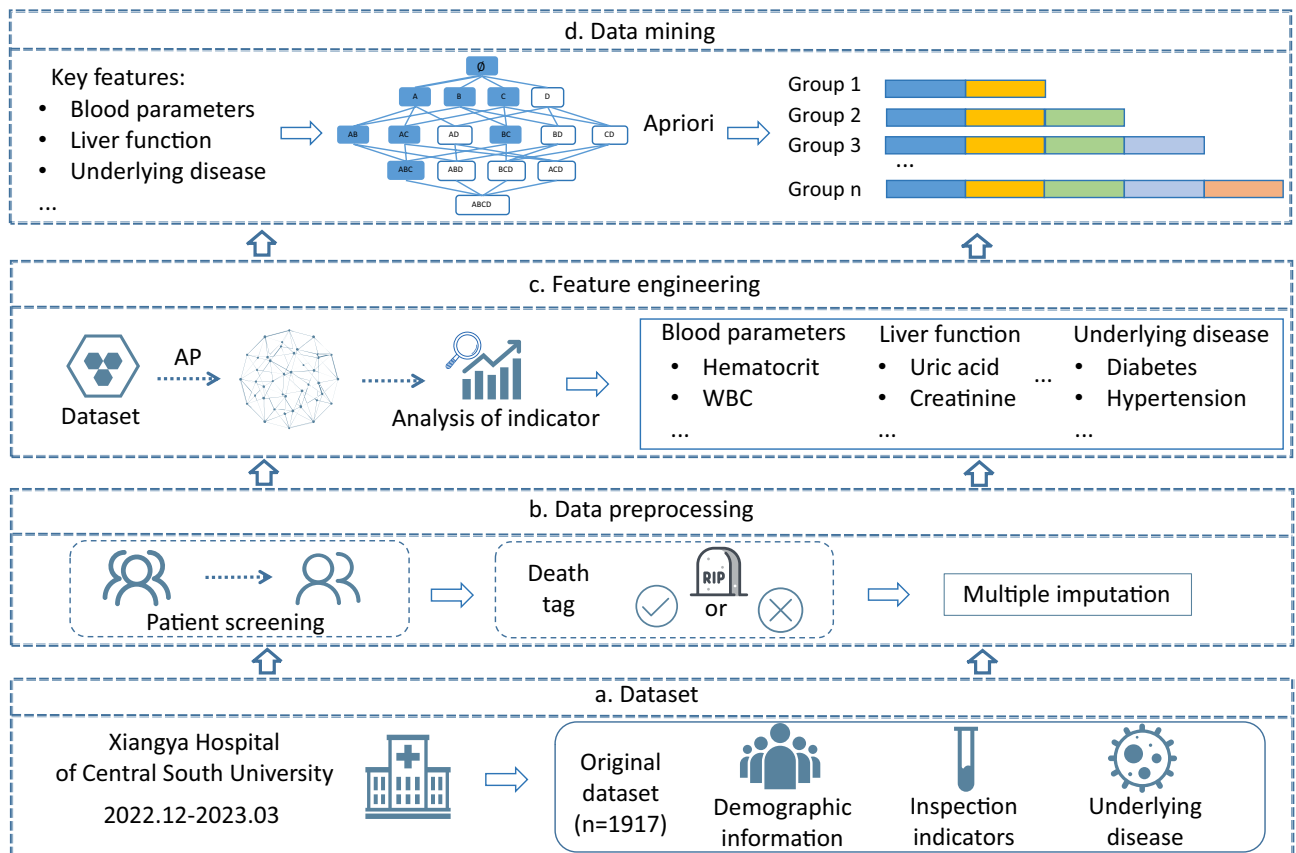 d. Data mining
Key features:
• Blood parameters
• Liver function
• Underlying disease
...
Ø
A B C D
AB AC AD BC BD CD
ABC ABD BCD ACD
ABCD
Apriori
Group 1
Group 2
Group 3
...
Group n
c. Feature engineering
Dataset
AP
Analysis of indicator
Blood parameters
• Hematocrit
• WBC
...
Liver function
• Uric acid
• Creatinine
...
...
Underlying disease
• Diabetes
• Hypertension
...
b. Data preprocessing
Patient screening
Death
tag
RIP
or
Multiple imputation
a. Dataset
Xiangya Hospital
of Central South University
2022.12-2023.03
Original
dataset
(n=1917)
Demographic
information
Inspection
indicators
Underlying
disease